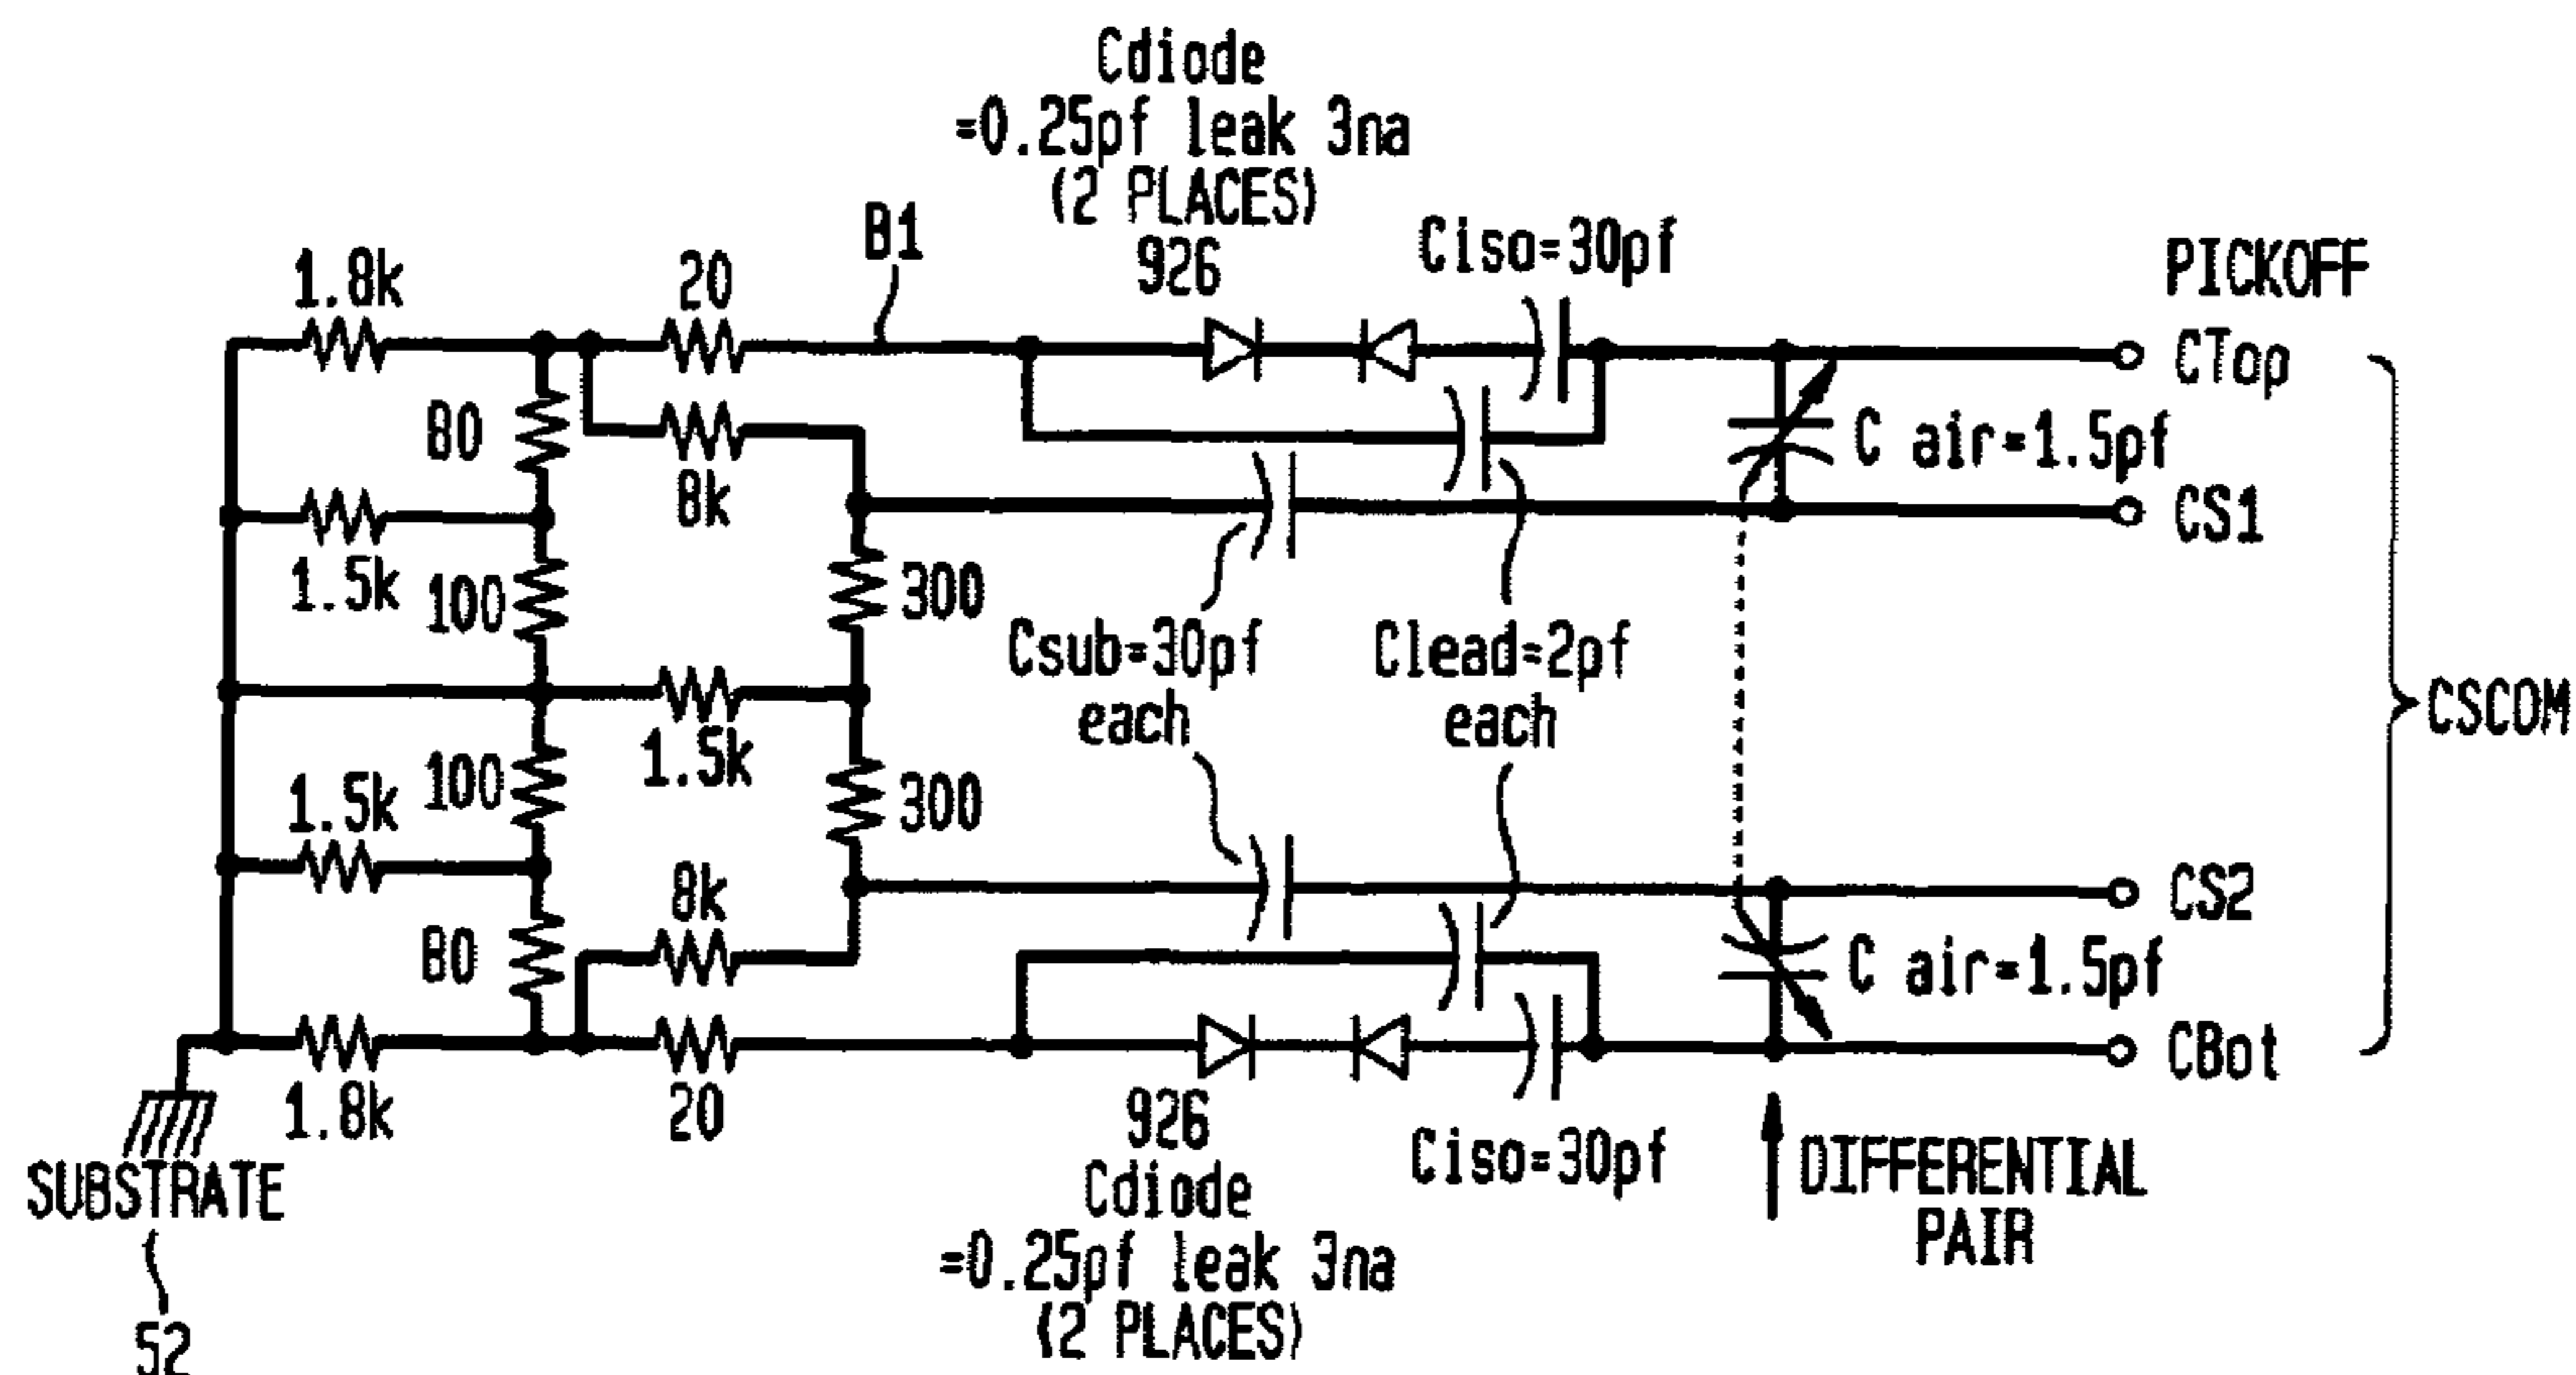 Cdiode
=0.25pf leak 3na
(2 PLACES)
926
B1
Ciso=30pf
PICKOFF
1.8k
20
CTop
80
8k
C air=1.5pf
CS1
1.5k
100
300
Csub=30pf
each
Clead=2pf
each
CSCOM
1.5k
100
1.5k
300
8k
CS2
80
C air=1.5pf
CBot
1.8k
20
926
Cdiode
=0.25pf leak 3na
(2 PLACES)
Ciso=30pf
DIFFERENTIAL
PAIR
SUBSTRATE
52